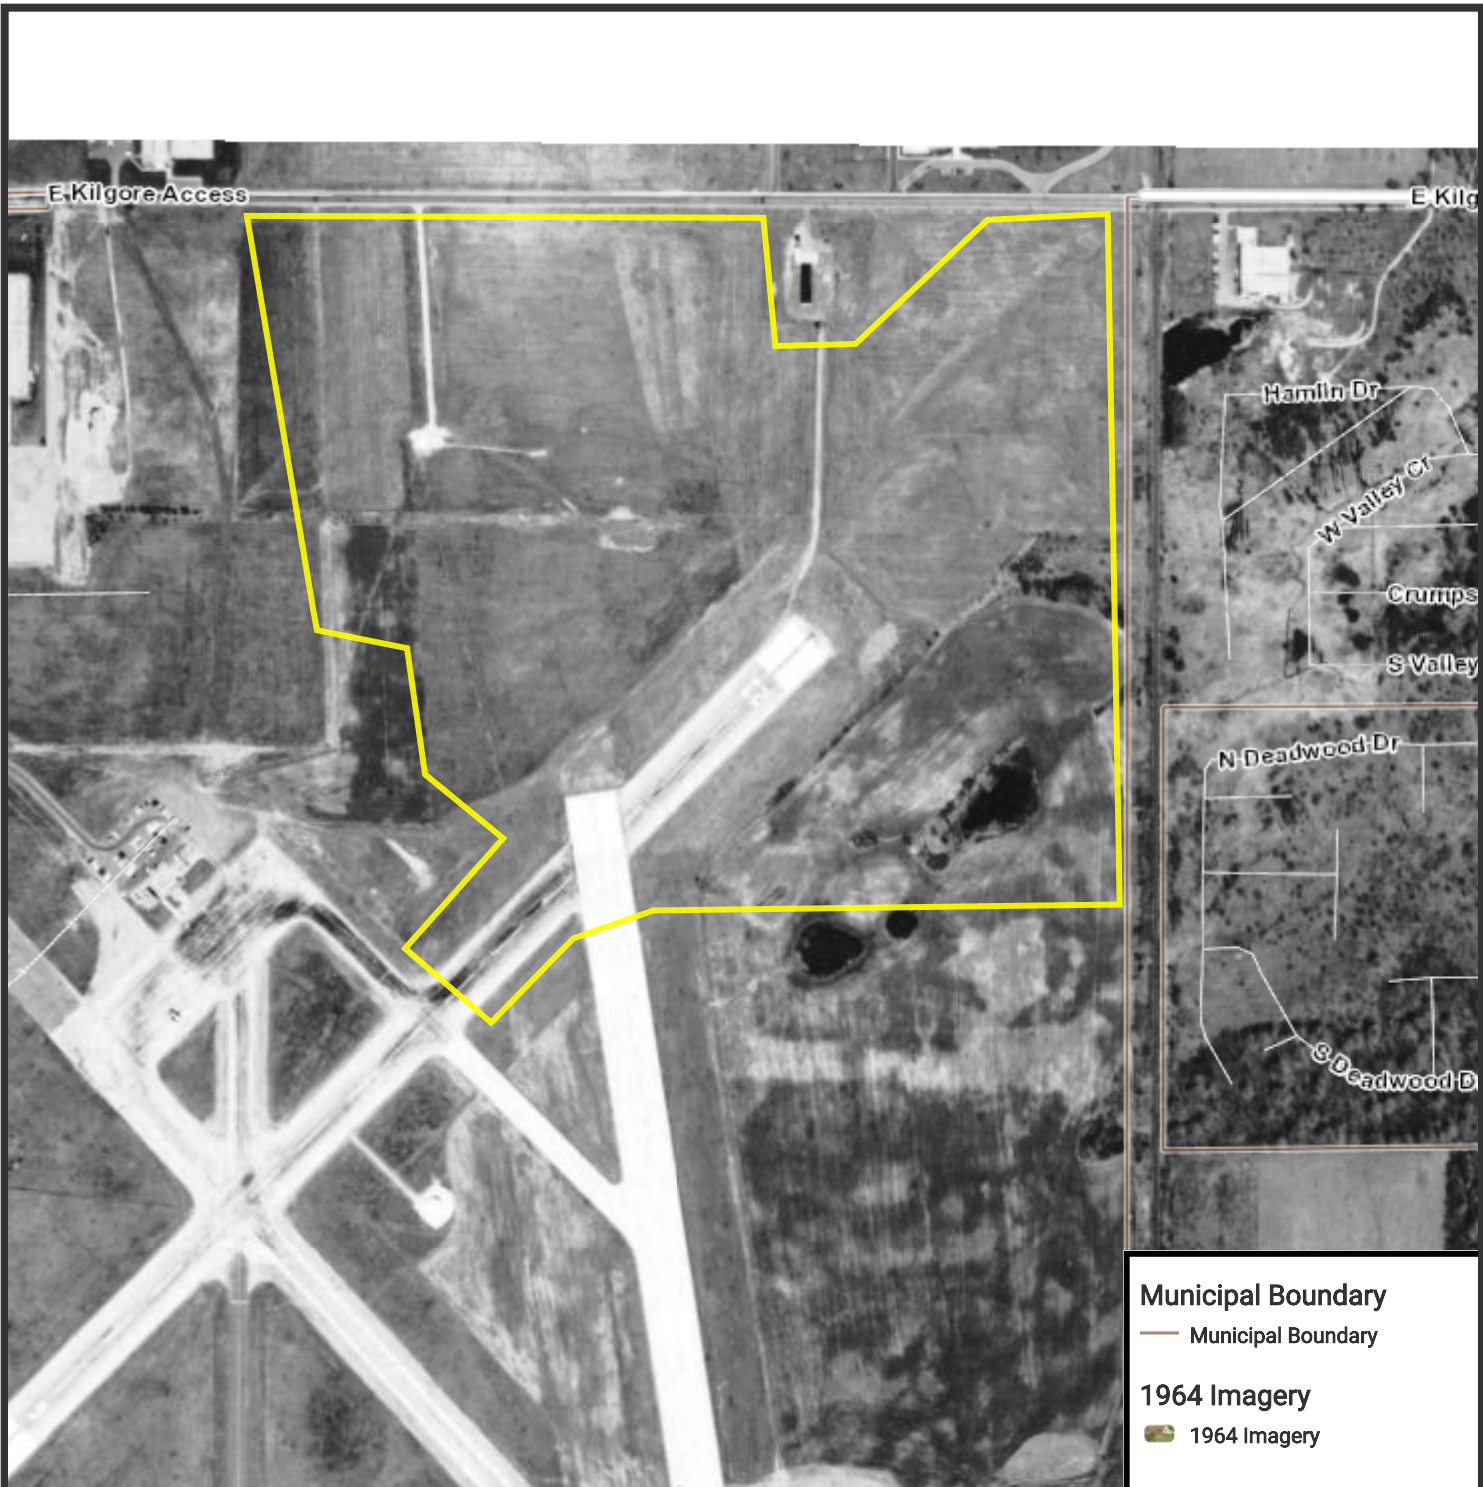 E Kilgore Access
E Kilg
Hamlin Dr
W Valley Cr
Crumps
S Valley
N Deadwood Dr
S Deadwood D
Municipal Boundary
Municipal Boundary
1964 Imagery
1964 Imagery